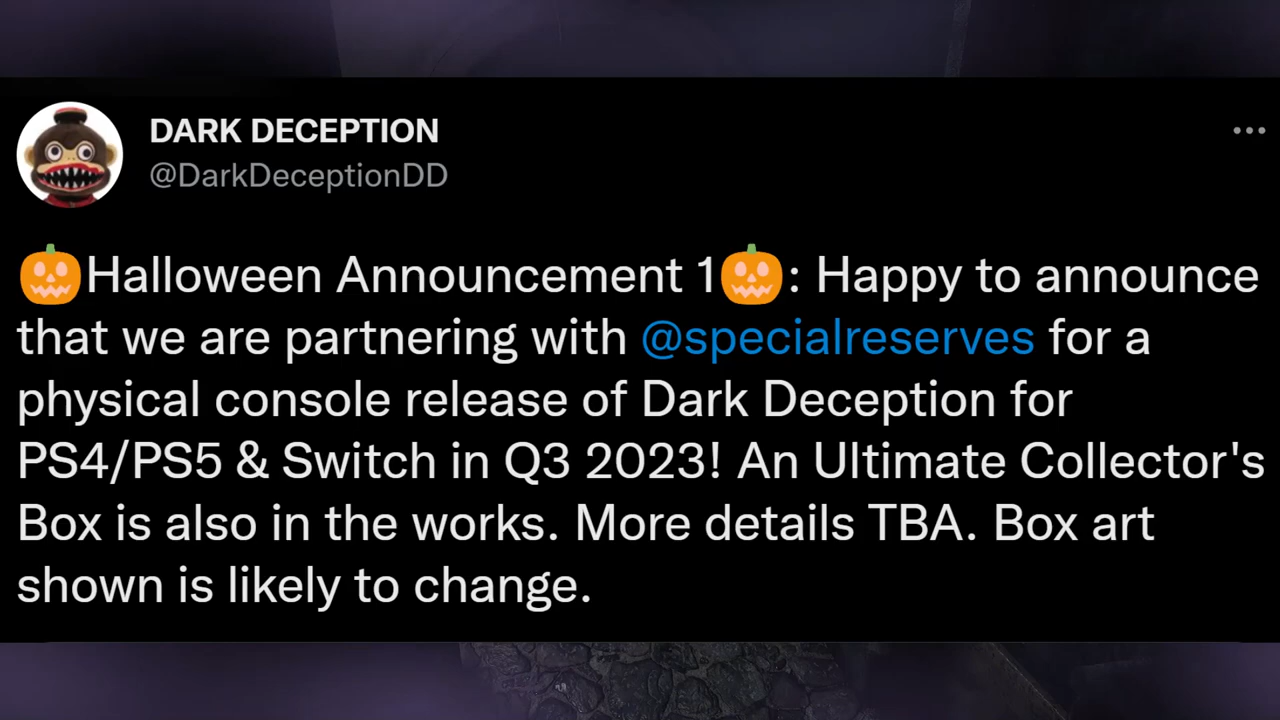 DARK DECEPTION
@DarkDeceptionDD
🎃Halloween Announcement 1🎃: Happy to announce
that we are partnering with @specialreserves for a
physical console release of Dark Deception for
PS4/PS5 & Switch in Q3 2023! An Ultimate Collector's
Box is also in the works. More details TBA. Box art
shown is likely to change.